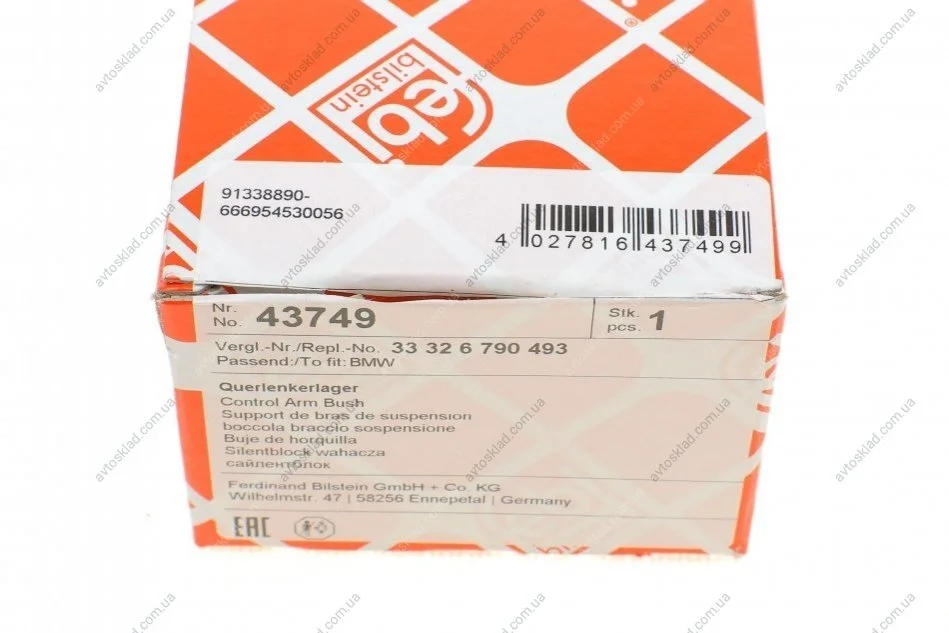 febi
bilstein
®
91338890-
666954530056
4 027816 437499
Nr.
No. 43749
Stk.
pcs. 1
Vergl.-Nr./Repl.-No. 33 32 6 790 493
Passend:/To fit: BMW
Querlenkerlager
Control Arm Bush
Support de bras de suspension
boccola braccio sospensione
Buje de horquilla
Silentblock wahacza
сайлентблок
Ferdinand Bilstein GmbH + Co. KG
Wilhelmstr. 47 | 58256 Ennepetal | Germany
EAC
avtosklad.com.ua